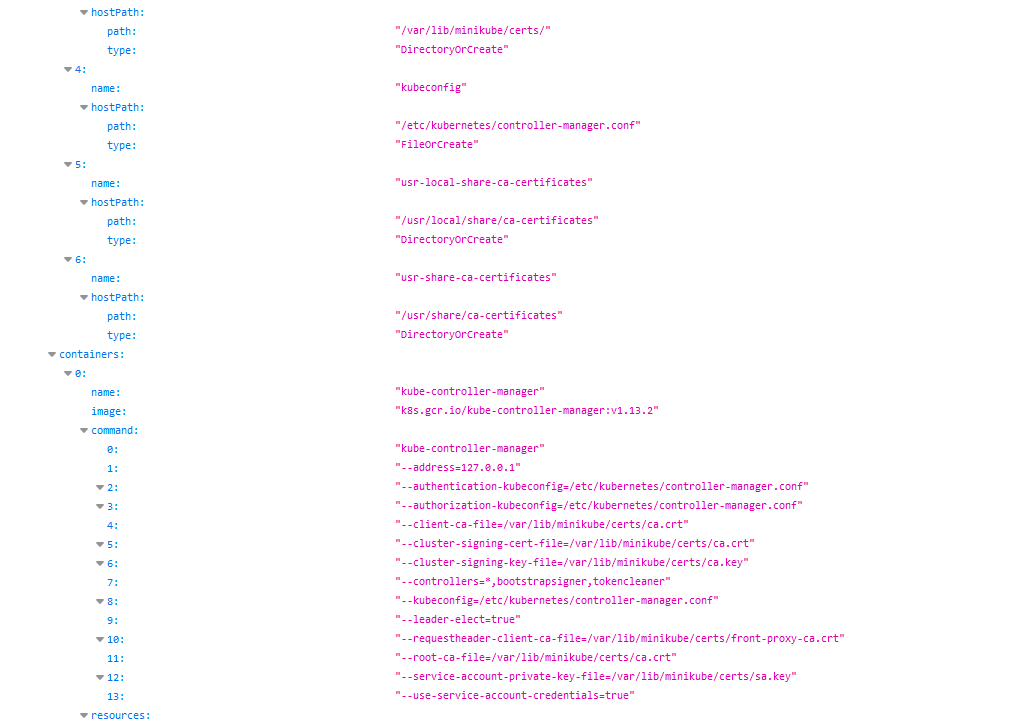 hostPath:
path: "/var/lib/minikube/certs/"
type: "DirectoryOrCreate"
4:
name: "kubeconfig"
hostPath:
path: "/etc/kubernetes/controller-manager.conf"
type: "FileOrCreate"
5:
name: "usr-local-share-ca-certificates"
hostPath:
path: "/usr/local/share/ca-certificates"
type: "DirectoryOrCreate"
6:
name: "usr-share-ca-certificates"
hostPath:
path: "/usr/share/ca-certificates"
type: "DirectoryOrCreate"
containers:
0:
name: "kube-controller-manager"
image: "k8s.gcr.io/kube-controller-manager:v1.13.2"
command:
0: "kube-controller-manager"
1: "--address=127.0.0.1"
2: "--authentication-kubeconfig=/etc/kubernetes/controller-manager.conf"
3: "--authorization-kubeconfig=/etc/kubernetes/controller-manager.conf"
4: "--client-ca-file=/var/lib/minikube/certs/ca.crt"
5: "--cluster-signing-cert-file=/var/lib/minikube/certs/ca.crt"
6: "--cluster-signing-key-file=/var/lib/minikube/certs/ca.key"
7: "--controllers=*,bootstrapsigner,tokencleaner"
8: "--kubeconfig=/etc/kubernetes/controller-manager.conf"
9: "--leader-elect=true"
10: "--requestheader-client-ca-file=/var/lib/minikube/certs/front-proxy-ca.crt"
11: "--root-ca-file=/var/lib/minikube/certs/ca.crt"
12: "--service-account-private-key-file=/var/lib/minikube/certs/sa.key"
13: "--use-service-account-credentials=true"
resources: